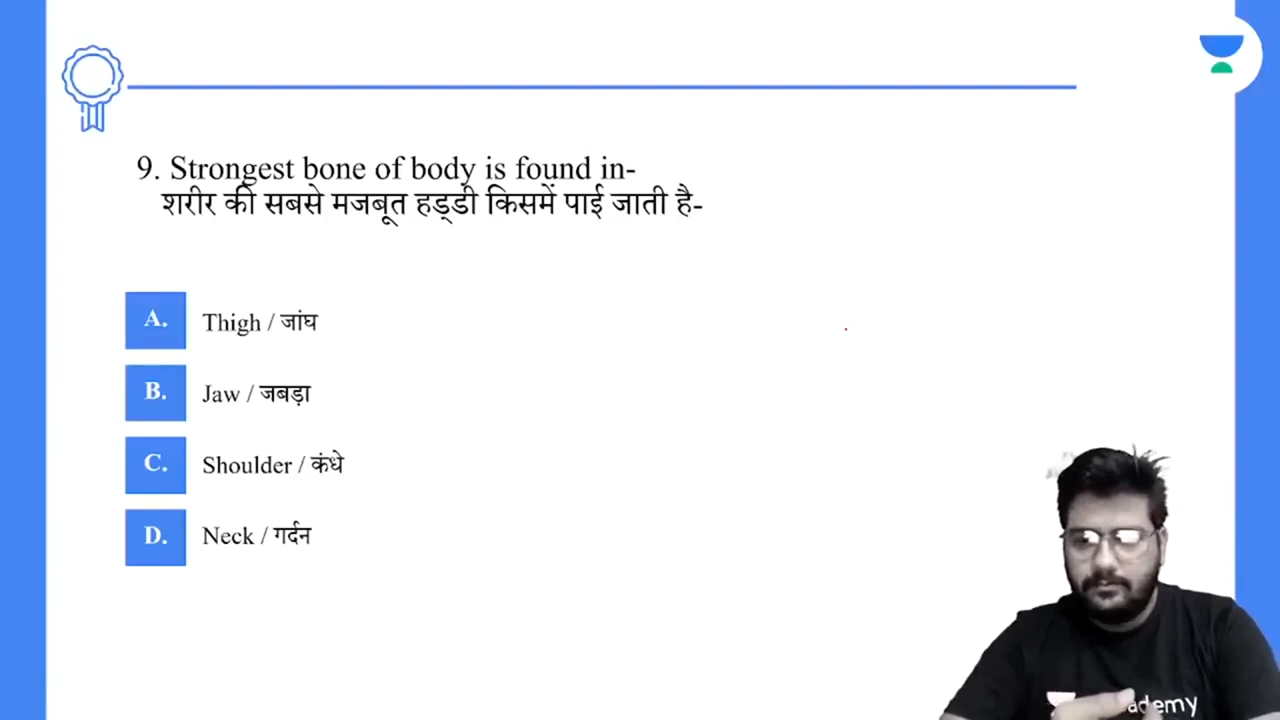 9. Strongest bone of body is found in-
शरीर की सबसे मजबूत हड्डी किसमें पाई जाती है-
A. Thigh / जांघ
B. Jaw / जबड़ा
C. Shoulder / कंधे
D. Neck / गर्दन
ademy